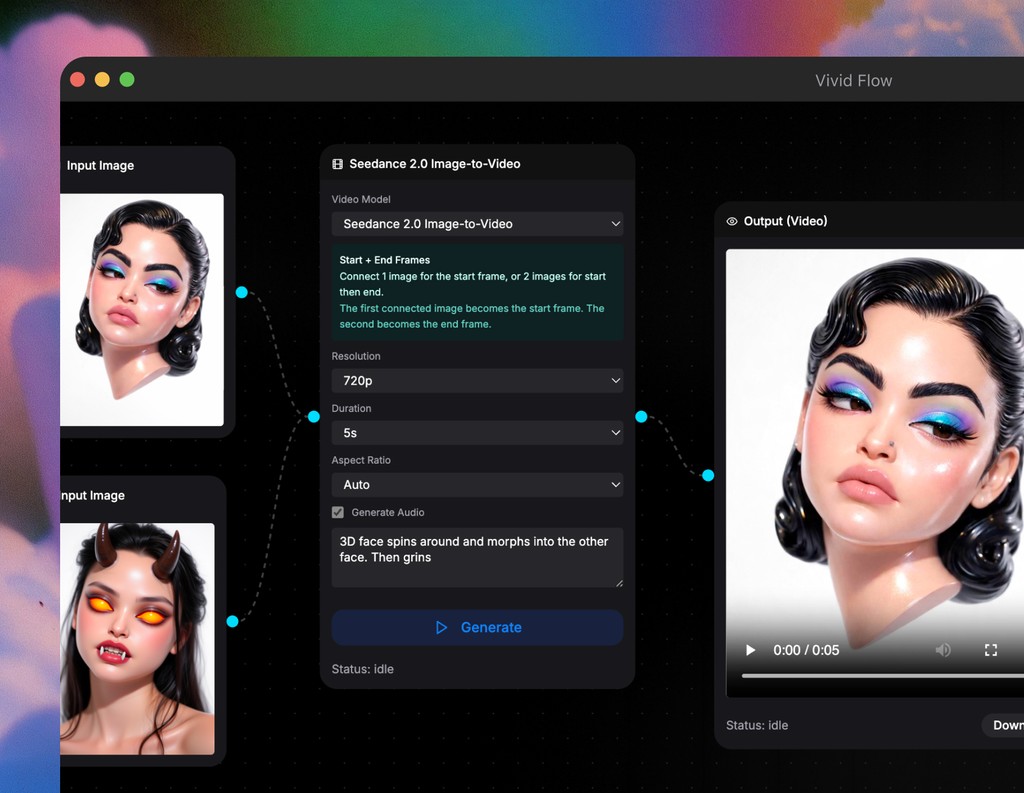 Vivid Flow
Input Image
nput Image
Seedance 2.0 Image-to-Video
Video Model
Seedance 2.0 Image-to-Video
Start + End Frames
Connect 1 image for the start frame, or 2 images for start
then end.
The first connected image becomes the start frame. The
second becomes the end frame.
Resolution
720p
Duration
5s
Aspect Ratio
Auto
Generate Audio
3D face spins around and morphs into the other
face. Then grins
Generate
Status: idle
Output (Video)
0:00 / 0:05
Status: idle
Down